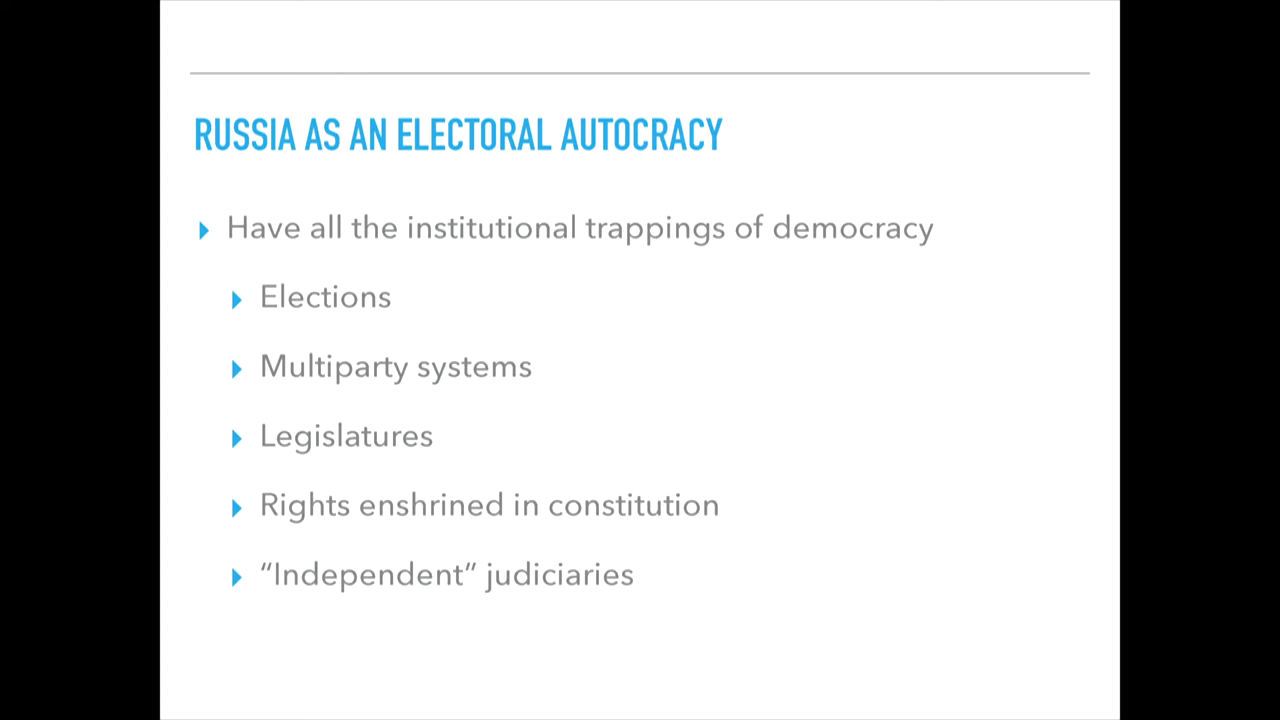 RUSSIA AS AN ELECTORAL AUTOCRACY
Have all the institutional trappings of democracy
Elections
Multiparty systems
Legislatures
Rights enshrined in constitution
“Independent” judiciaries